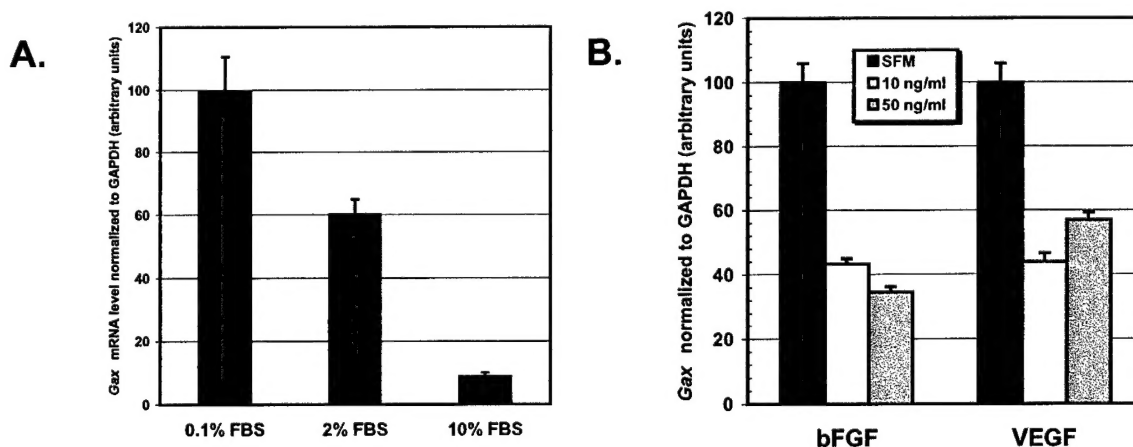 A.
Gax mRNA level normalized to GAPDH (arbitrary units)
120
100
80
60
40
20
0
0.1% FBS 2% FBS 10% FBS
B.
Gax normalized to GAPDH (arbitrary units)
120
100
80
60
40
20
0
SFM
10 ng/ml
50 ng/ml
bFGF VEGF